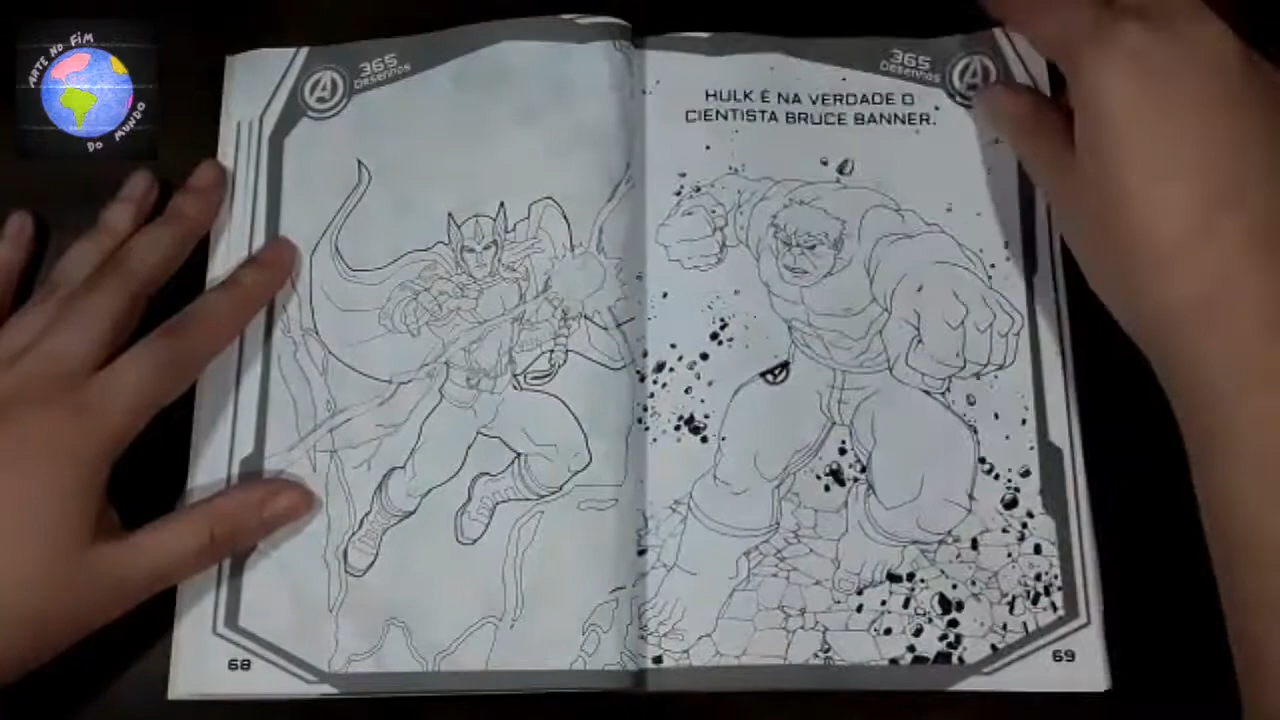 ARTE NO FIM
DO MUNDO
365
Desenhos
365
Desenhos
HULK É NA VERDADE O
CIENTISTA BRUCE BANNER.
68
69